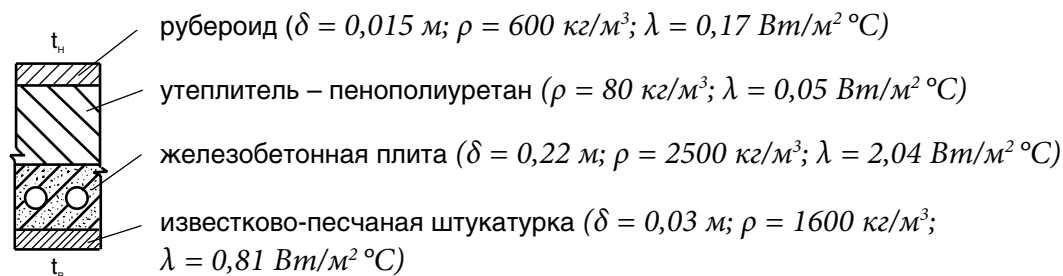 рубероид (δ = 0,015 м; ρ = 600 кг/м³; λ = 0,17 Вт/м² °С)
tн
утеплитель – пенополиуретан (ρ = 80 кг/м³; λ = 0,05 Вт/м² °С)
железобетонная плита (δ = 0,22 м; ρ = 2500 кг/м³; λ = 2,04 Вт/м² °С)
известково-песчаная штукатурка (δ = 0,03 м; ρ = 1600 кг/м³;
λ = 0,81 Вт/м² °С)
tв